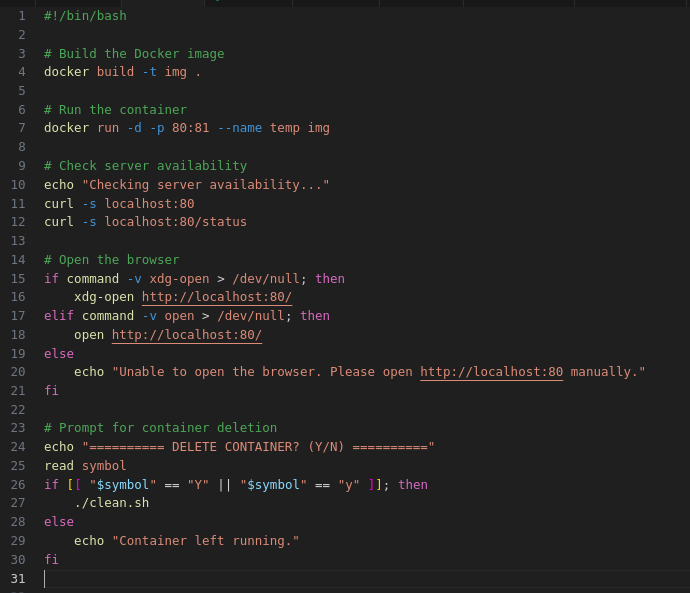 1 #!/bin/bash
2
3 # Build the Docker image
4 docker build -t img .
5
6 # Run the container
7 docker run -d -p 80:81 --name temp img
8
9 # Check server availability
10 echo "Checking server availability..."
11 curl -s localhost:80
12 curl -s localhost:80/status
13
14 # Open the browser
15 if command -v xdg-open > /dev/null; then
16     xdg-open http://localhost:80/
17 elif command -v open > /dev/null; then
18     open http://localhost:80/
19 else
20     echo "Unable to open the browser. Please open http://localhost:80 manually."
21 fi
22
23 # Prompt for container deletion
24 echo "========== DELETE CONTAINER? (Y/N) =========="
25 read symbol
26 if [[ "$symbol" == "Y" || "$symbol" == "y" ]]; then
27     ./clean.sh
28 else
29     echo "Container left running."
30 fi
31